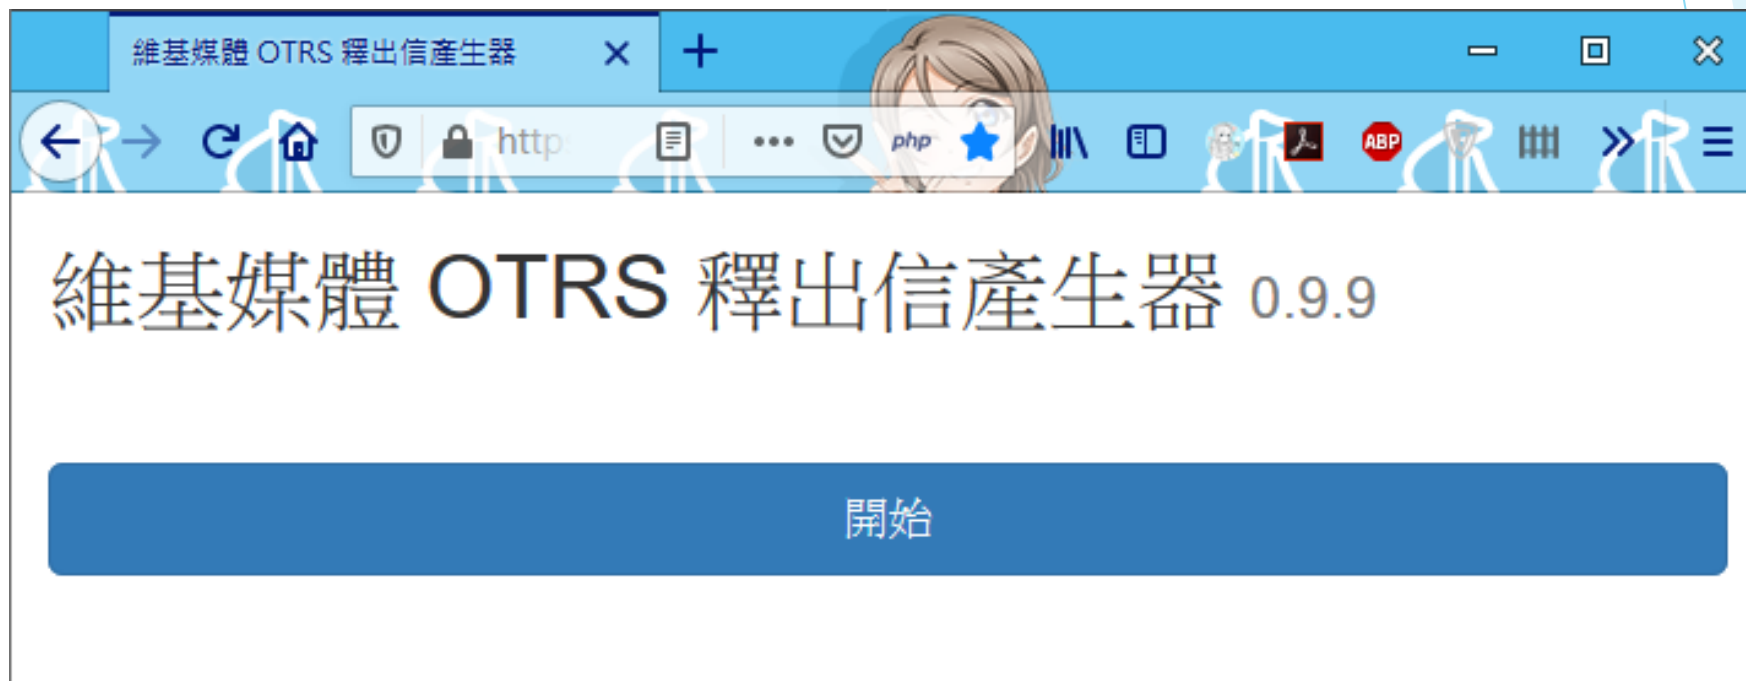 維基媒體 OTRS 釋出信產生器
http
php
ABP
維基媒體 OTRS 釋出信產生器 0.9.9
開始